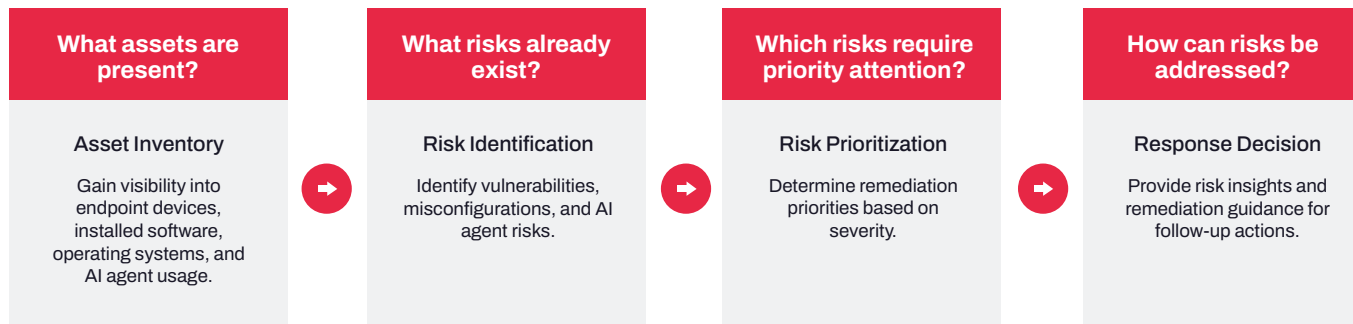 What assets are
present?
Asset Inventory
Gain visibility into
endpoint devices,
installed software,
operating systems, and
AI agent usage.
What risks already
exist?
Risk Identification
Identify vulnerabilities,
misconfigurations, and AI
agent risks.
Which risks require
priority attention?
Risk Prioritization
Determine remediation
priorities based on
severity.
How can risks be
addressed?
Response Decision
Provide risk insights and
remediation guidance for
follow-up actions.